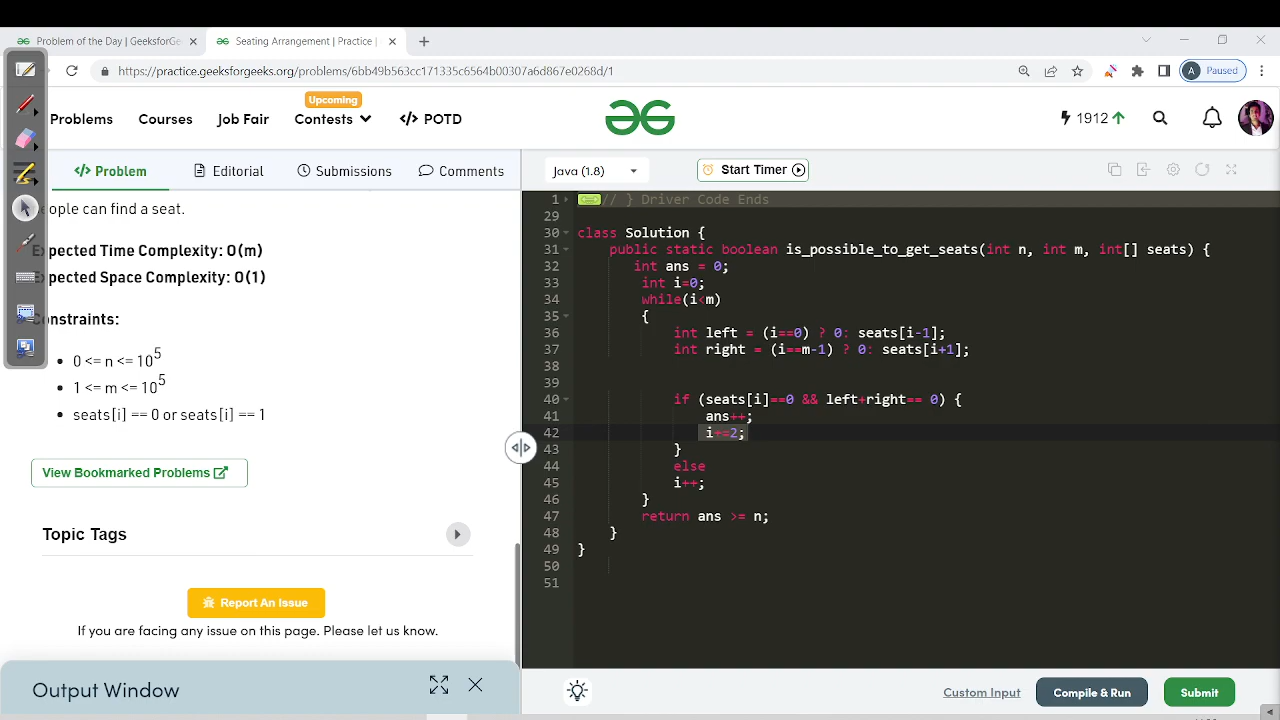 Problem of the Day | GeeksforGe
Seating Arrangement | Practice |
https://practice.geeksforgeeks.org/problems/6bb49b563cc171335c6564b00107a6d867e0268d/1
A Paused
Upcoming
Problems
Courses
Job Fair
Contests
</> POTD
1912
</> Problem
Editorial
Submissions
Comments
Java (1.8)
Start Timer
ople can find a seat.
xpected Time Complexity: O(m)
xpected Space Complexity: O(1)
onstraints:
• 0 <= n <= 10^5
• 1 <= m <= 10^5
• seats[i] == 0 or seats[i] == 1
View Bookmarked Problems
Topic Tags
Report An Issue
If you are facing any issue on this page. Please let us know.
Output Window
1 // } Driver Code Ends
29
30 class Solution {
31 public static boolean is_possible_to_get_seats(int n, int m, int[] seats) {
32 int ans = 0;
33 int i=0;
34 while(i<m)
35 {
36 int left = (i==0) ? 0: seats[i-1];
37 int right = (i==m-1) ? 0: seats[i+1];
38
39
40 if (seats[i]==0 && left+right== 0) {
41 ans++;
42 i+=2;
43 }
44 else
45 i++;
46 }
47 return ans >= n;
48 }
49 }
50
51
Custom Input
Compile & Run
Submit